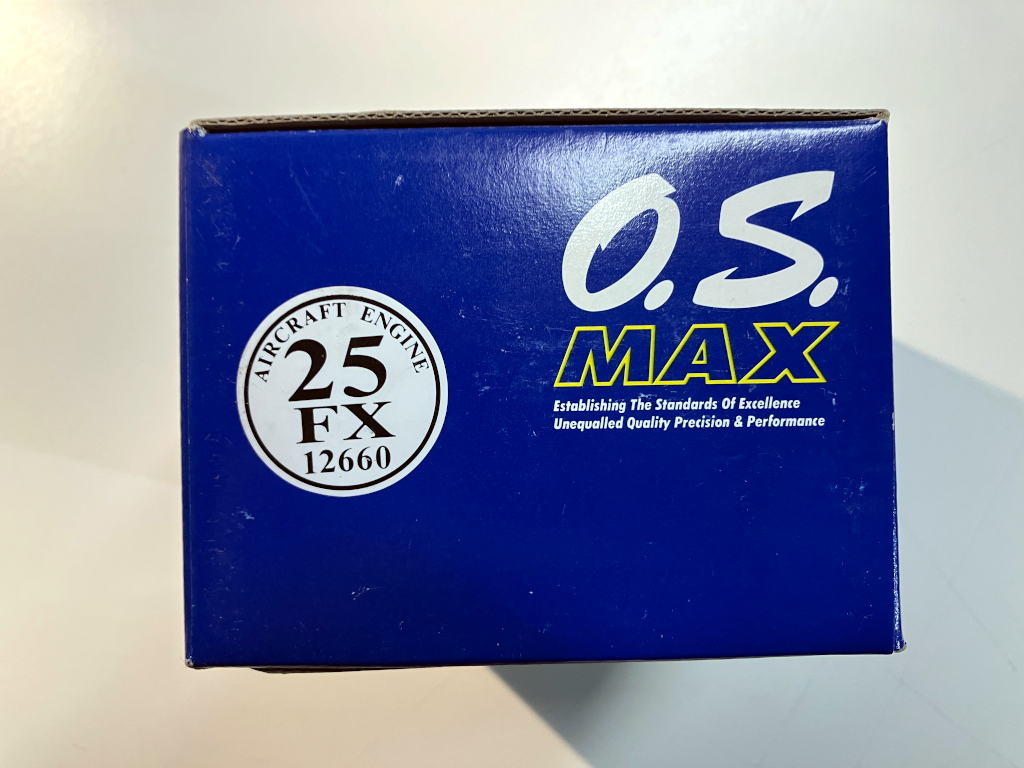 O.S.
MAX
Establishing The Standards Of Excellence
Unequalled Quality Precision & Performance
AIRCRAFT ENGINE
25
FX
12660